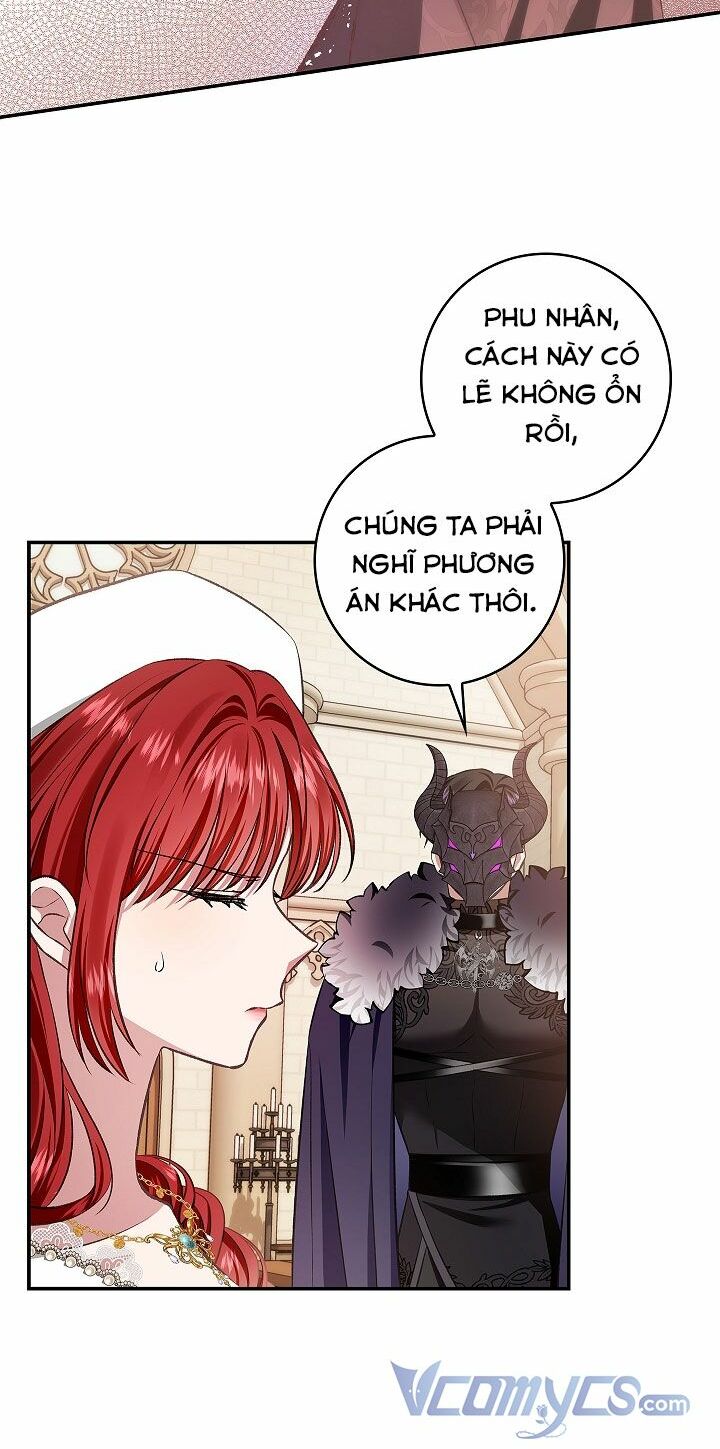 PHU NHÂN,
CÁCH NÀY CÓ
LẼ KHÔNG ỔN
RỒI,
CHÚNG TA PHẢI
NGHĨ PHƯƠNG
ÁN KHÁC THÔI.
VCOMYCS.com